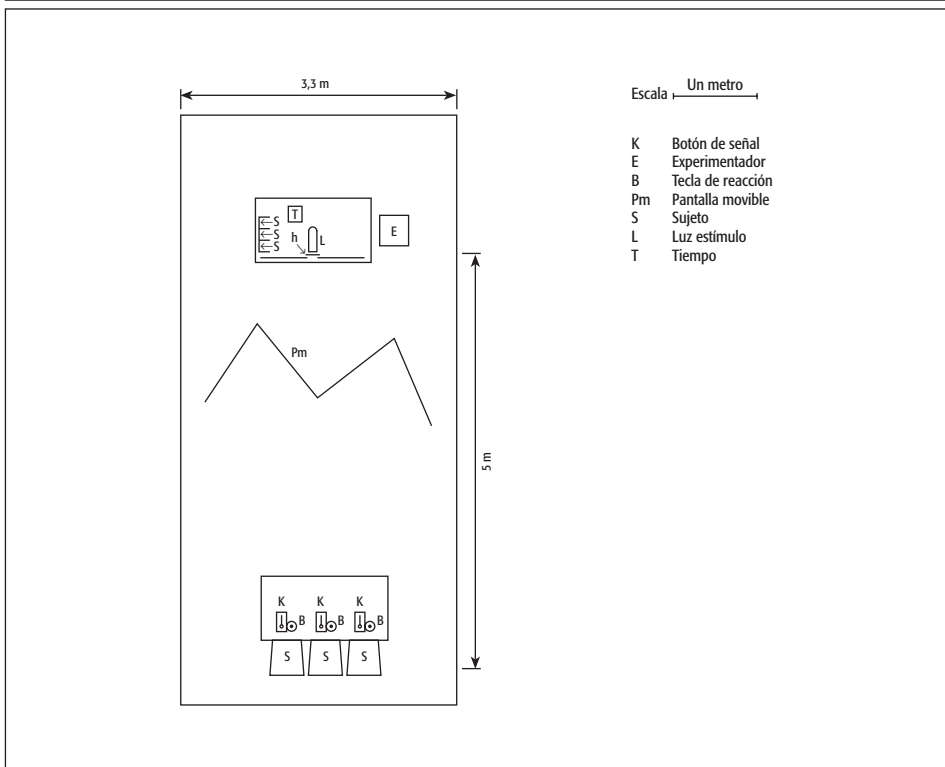 3,3 m
Escala Un metro
K Botón de señal
E Experimentador
B Tecla de reacción
Pm Pantalla movible
S Sujeto
L Luz estímulo
T Tiempo
T
S
S
S
h
L
E
Pm
5 m
K K K
B B B
S S S